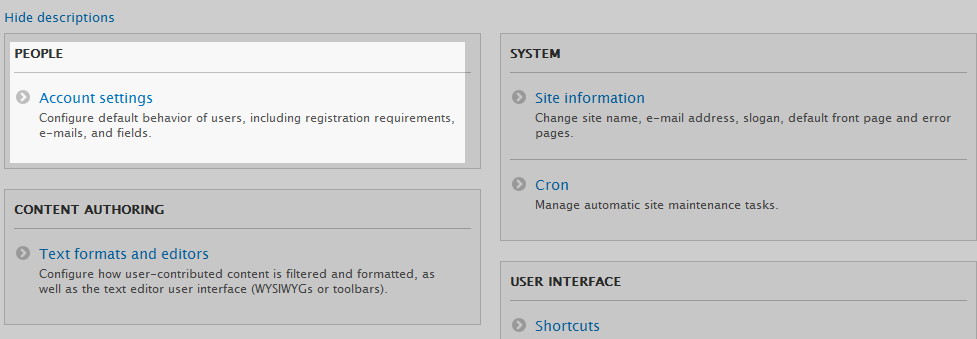 Hide descriptions
PEOPLE
Account settings
Configure default behavior of users, including registration requirements,
e-mails, and fields.
CONTENT AUTHORING
Text formats and editors
Configure how user-contributed content is filtered and formatted, as
well as the text editor user interface (WYSIWYGs or toolbars).
SYSTEM
Site information
Change site name, e-mail address, slogan, default front page and error
pages.
Cron
Manage automatic site maintenance tasks.
USER INTERFACE
Shortcuts